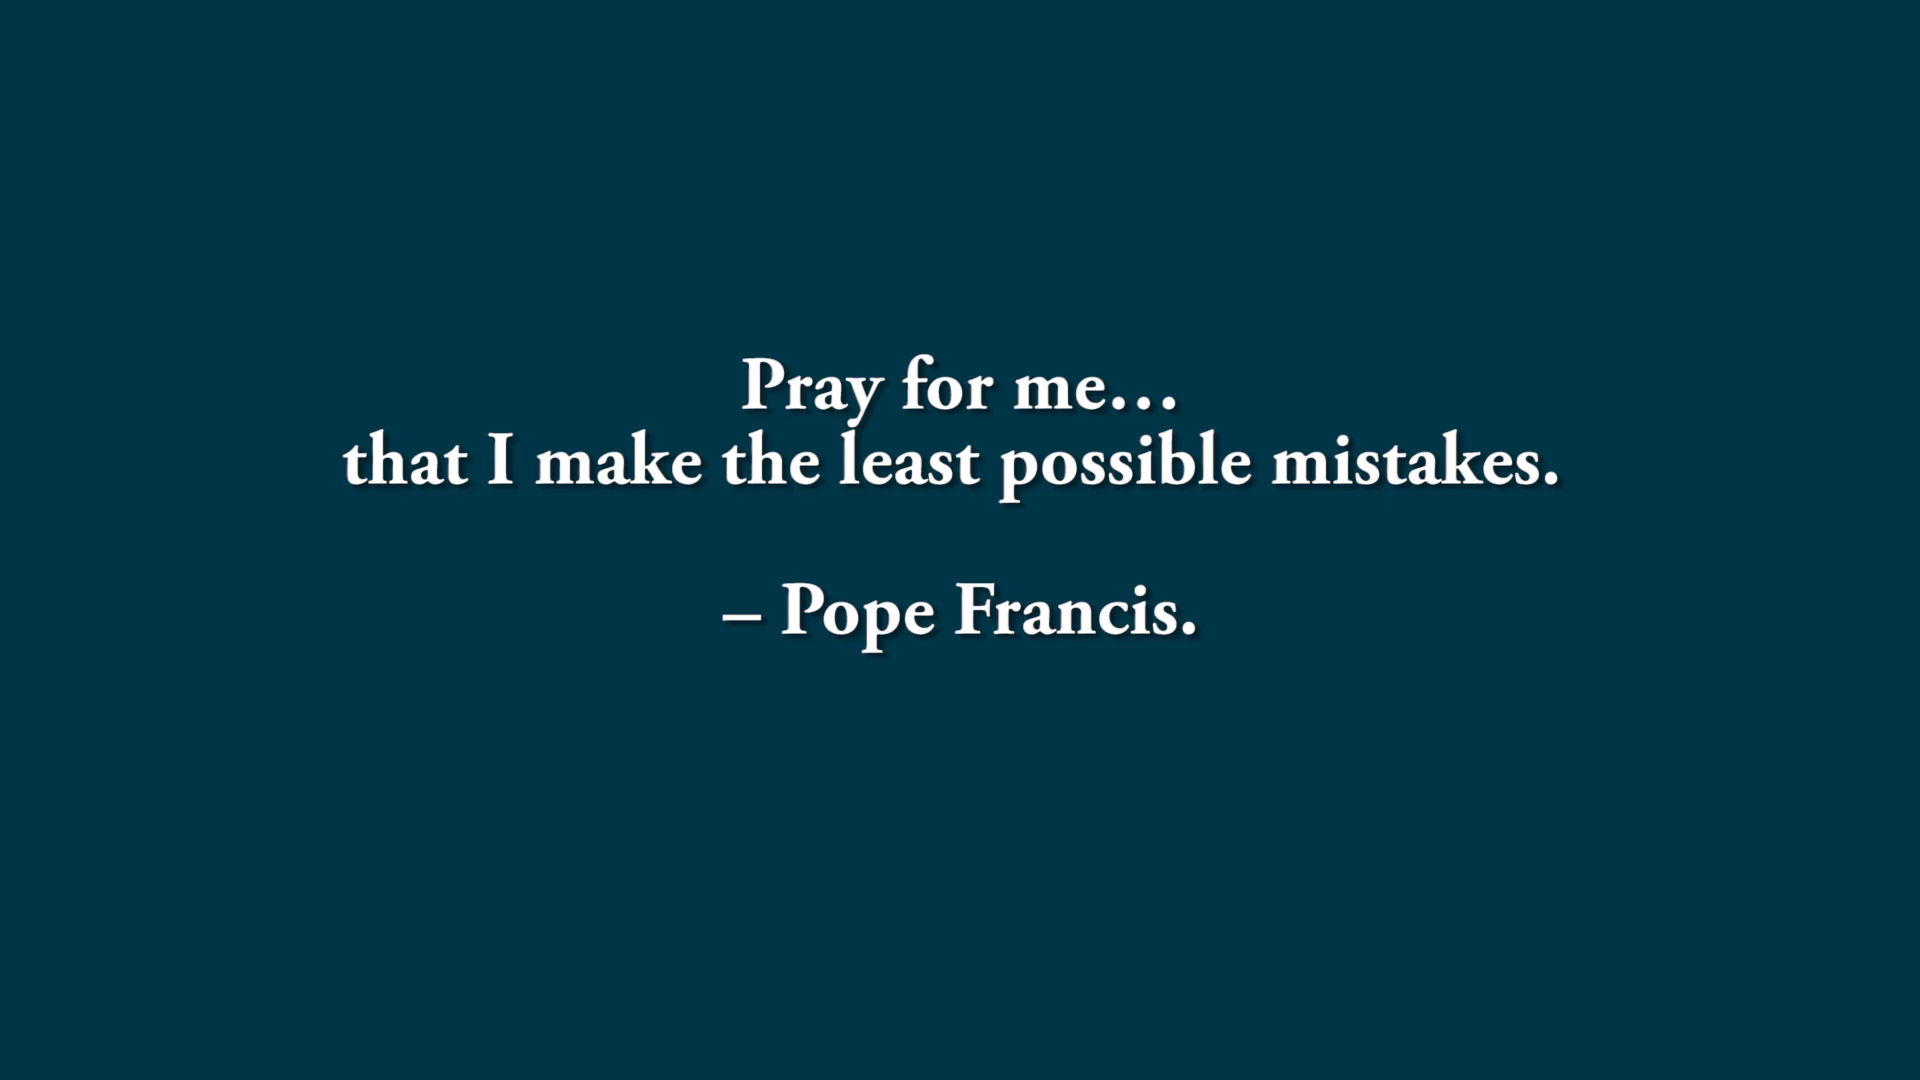 Pray for me…
that I make the least possible mistakes.
– Pope Francis.